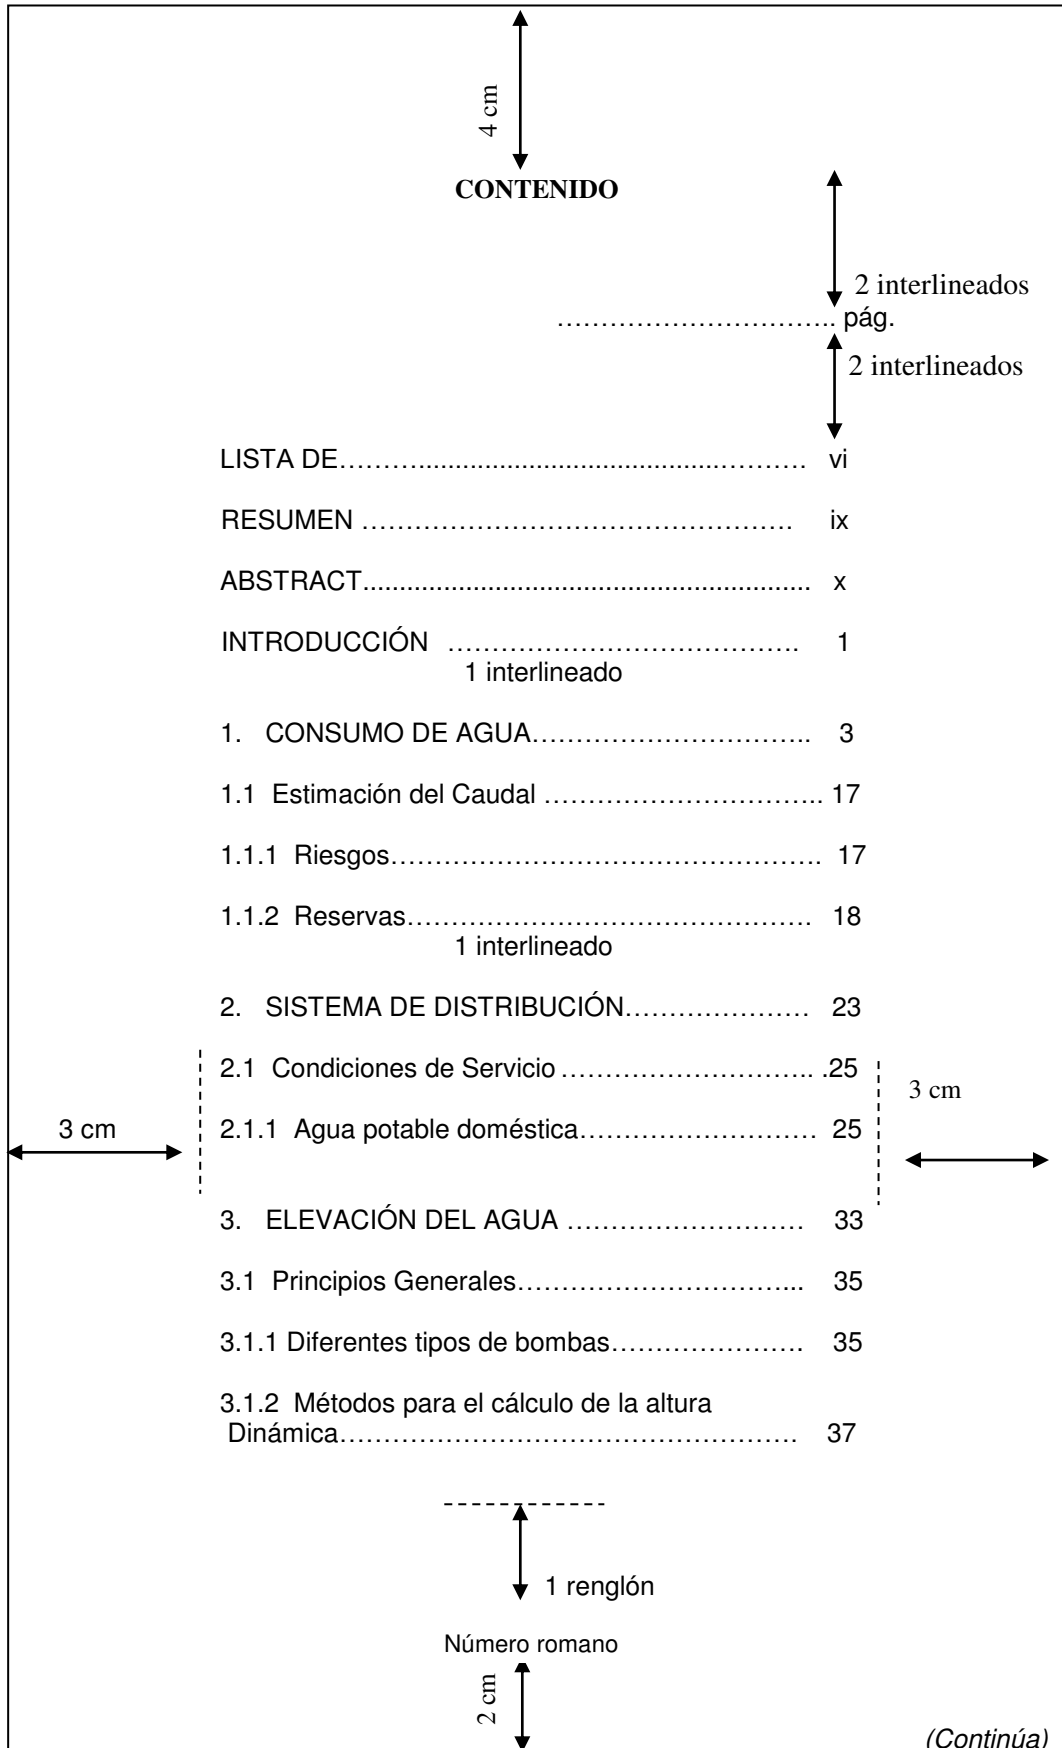 4 cm
CONTENIDO
2 interlineados
…………………………….. pág.
2 interlineados
LISTA DE………......................................………. vi
RESUMEN …………………………………………. ix
ABSTRACT............................................................ x
INTRODUCCIÓN …………………………………. 1
1 interlineado
1. CONSUMO DE AGUA………………………….. 3
1.1 Estimación del Caudal ………………………….. 17
1.1.1 Riesgos………………………………………….. 17
1.1.2 Reservas………………………………………… 18
1 interlineado
2. SISTEMA DE DISTRIBUCIÓN………………… 23
2.1 Condiciones de Servicio ……………………….. .25
3 cm
3 cm
2.1.1 Agua potable doméstica……………………… 25
3. ELEVACIÓN DEL AGUA ……………………… 33
3.1 Principios Generales…………………………... 35
3.1.1 Diferentes tipos de bombas…………………. 35
3.1.2 Métodos para el cálculo de la altura
Dinámica……………………………………………. 37
1 renglón
Número romano
2 cm
(Continúa)